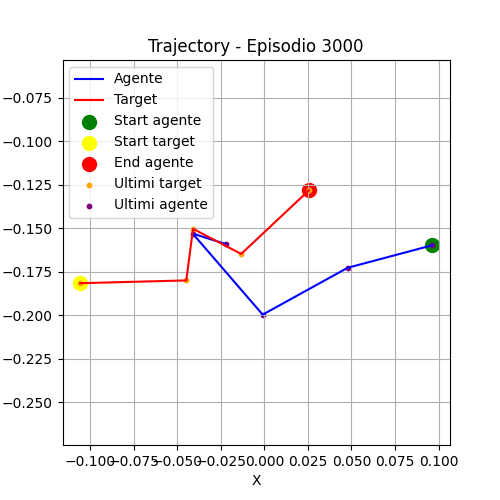 Trajectory - Episodio 3000
Agente
Target
Start agente
Start target
End agente
Ultimi target
Ultimi agente
−0.075
−0.100
−0.125
−0.150
−0.175
−0.200
−0.225
−0.250
−0.100 −0.075 −0.050 −0.025 0.000 0.025 0.050 0.075 0.100
X